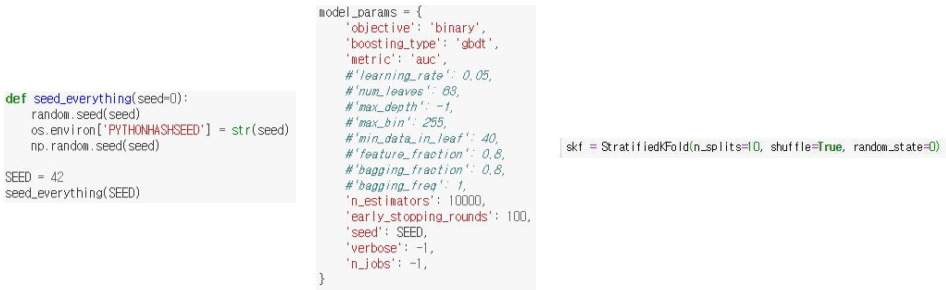 def seed_everything(seed=0):
    random.seed(seed)
    os.environ['PYTHONHASHSEED'] = str(seed)
    np.random.seed(seed)

SEED = 42
seed_everything(SEED)

model_params = {
    'objective': 'binary',
    'boosting_type': 'gbdt',
    'metric': 'auc',
    #'learning_rate': 0.05,
    #'num_leaves': 63,
    #'max_depth': -1,
    #'max_bin': 255,
    #'min_data_in_leaf': 40,
    #'feature_fraction': 0.8,
    #'bagging_fraction': 0.8,
    #'bagging_freq': 1,
    'n_estimators': 10000,
    'early_stopping_rounds': 100,
    'seed': SEED,
    'verbose': -1,
    'n_jobs': -1,
}

skf = StratifiedKFold(n_splits=10, shuffle=True, random_state=0)